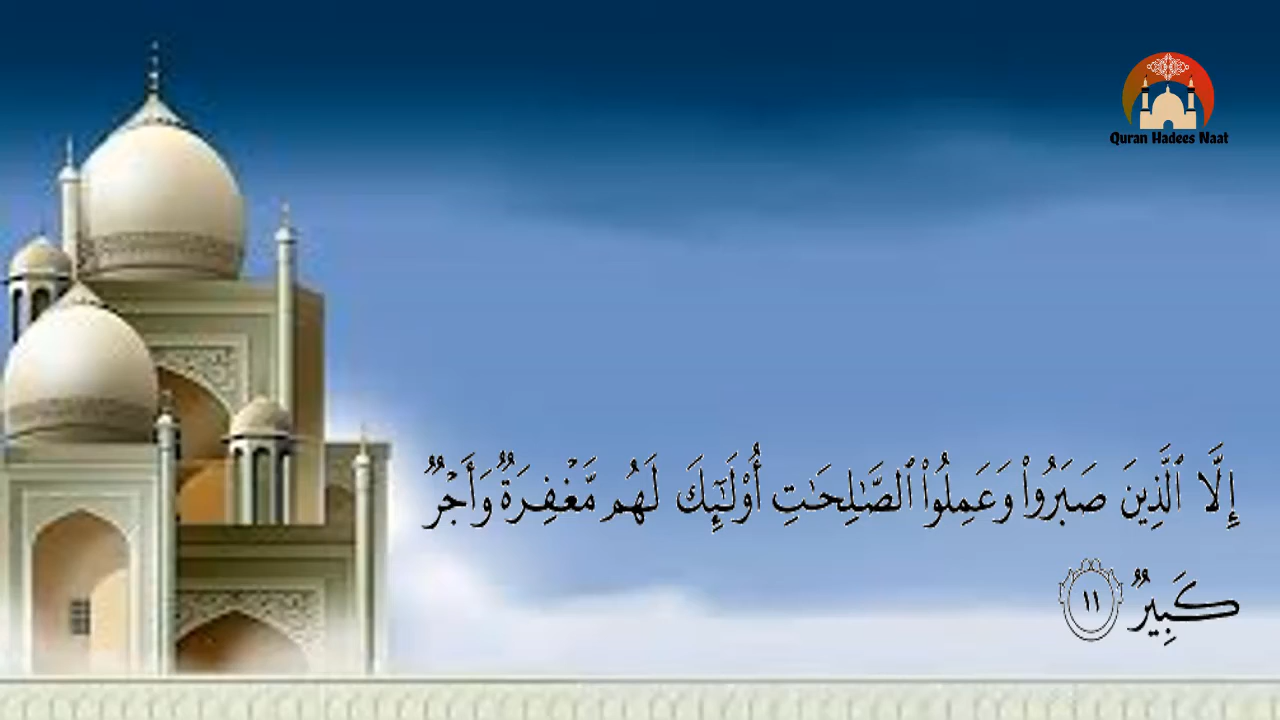 Quran Hadees Naat
إِلَّا ٱلَّذِينَ صَبَرُوا۟ وَعَمِلُوا۟ ٱلصَّـٰلِحَـٰتِ أُو۟لَـٰٓئِكَ لَهُم مَّغْفِرَةٌ وَأَجْرٌ
كَبِيرٌ ١١